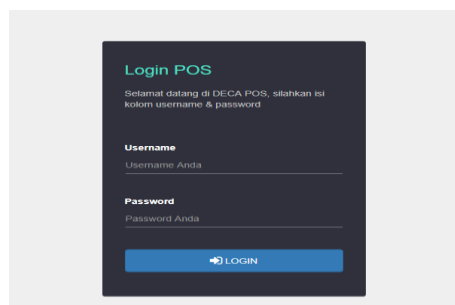 Login POS
Selamat datang di DECA POS, silahkan isi
kolom username & password
Username
Username Anda
Password
Password Anda
LOGIN